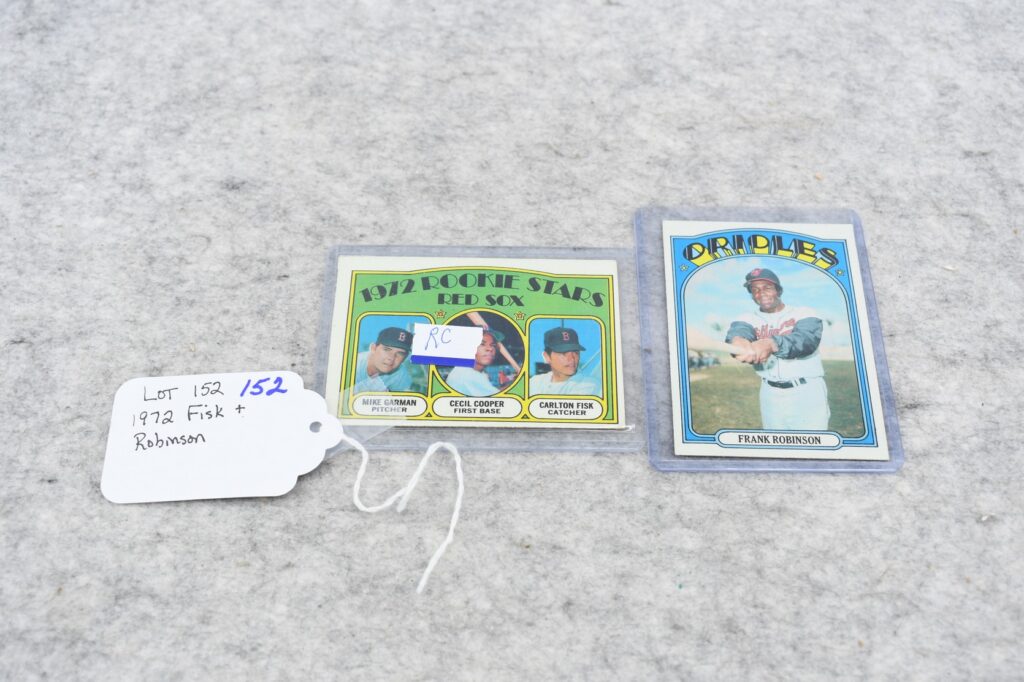 LOT 152 152
1972 Fisk +
Robinson
1972 ROOKIE STARS
RED SOX
RC
B
B
MIKE GARMAN
PITCHER
CECIL COOPER
FIRST BASE
CARLTON FISK
CATCHER
ORIOLES
FRANK ROBINSON